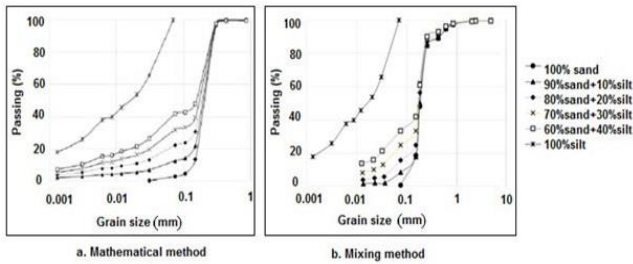 100
80
60
40
20
0
Passing (%)
0.001 0.01 0.1 1
Grain size (mm)
a. Mathematical method
100
80
60
40
20
0
Passing (%)
0.001 0.01 0.1 1 10
Grain size (mm)
b. Mixing method
100% sand
90%sand+10%silt
80%sand+20%silt
70%sand+30%silt
60%sand+40%silt
100%silt